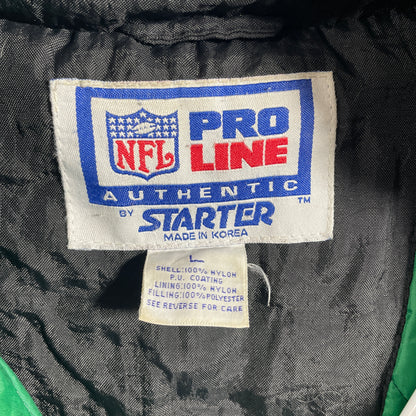 NFL
PRO
LINE
AUTHENTIC
BY STARTER ™
MADE IN KOREA
L
SHELL:100% NYLON
P.U. COATING
LINING:100% NYLON
FILLING:100% POLYESTER
SEE REVERSE FOR CARE